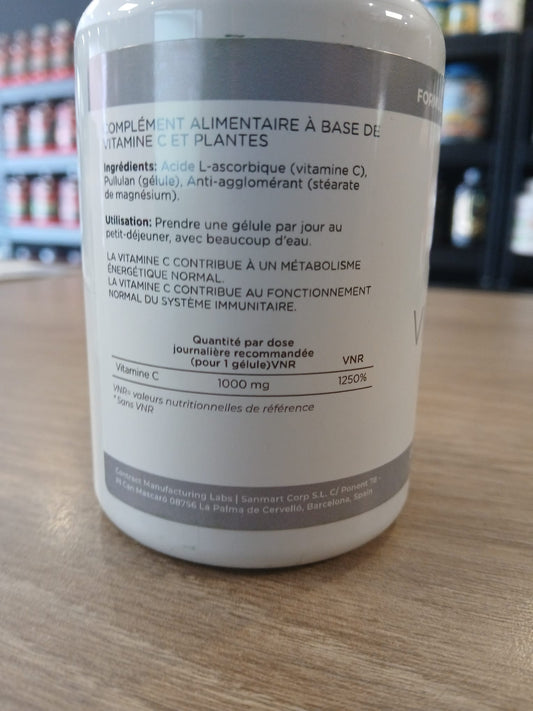 COMPLÉMENT ALIMENTAIRE À BASE DE
VITAMINE C ET PLANTES
Ingrédients: Acide L-ascorbique (vitamine C),
Pullulan (gélule), Anti-agglomérant (stéarate
de magnésium).
Utilisation: Prendre une gélule par jour au
petit-déjeuner, avec beaucoup d'eau.
LA VITAMINE C CONTRIBUE À UN MÉTABOLISME
ÉNERGÉTIQUE NORMAL.
LA VITAMINE C CONTRIBUE AU FONCTIONNEMENT
NORMAL DU SYSTÈME IMMUNITAIRE.
Quantité par dose
journalière recommandée
(pour 1 gélule)VNR VNR
Vitamine C 1000 mg 1250%
VNR= valeurs nutritionnelles de référence
* Sans VNR
Contract Manufacturing Labs | Sanmart Corp S.L. C/ Ponent 78 -
Pl Can Mascaró 08756 La Palma de Cervelló, Barcelona, Spain